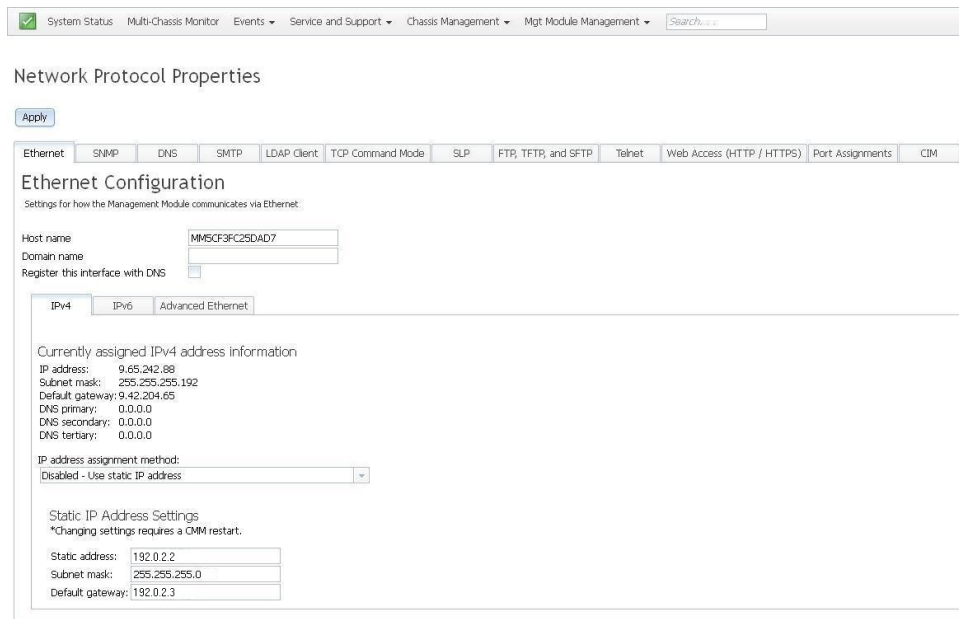 System Status Multi-Chassis Monitor Events Service and Support Chassis Management Mgt Module Management Search. . . .
Network Protocol Properties
Apply
Ethernet SNMP DNS SMTP LDAP Client TCP Command Mode SLP FTP, TFTP, and SFTP Telnet Web Access (HTTP / HTTPS) Port Assignments CIM
Ethernet Configuration
Settings for how the Management Module communicates via Ethernet
Host name MM5CF3FC25DAD7
Domain name
Register this interface with DNS
IPv4 IPv6 Advanced Ethernet
Currently assigned IPv4 address information
IP address: 9.65.242.88
Subnet mask: 255.255.255.192
Default gateway: 9.42.204.65
DNS primary: 0.0.0.0
DNS secondary: 0.0.0.0
DNS tertiary: 0.0.0.0
IP address assignment method:
Disabled - Use static IP address
Static IP Address Settings
*Changing settings requires a CMM restart.
Static address: 192.0.2.2
Subnet mask: 255.255.255.0
Default gateway: 192.0.2.3